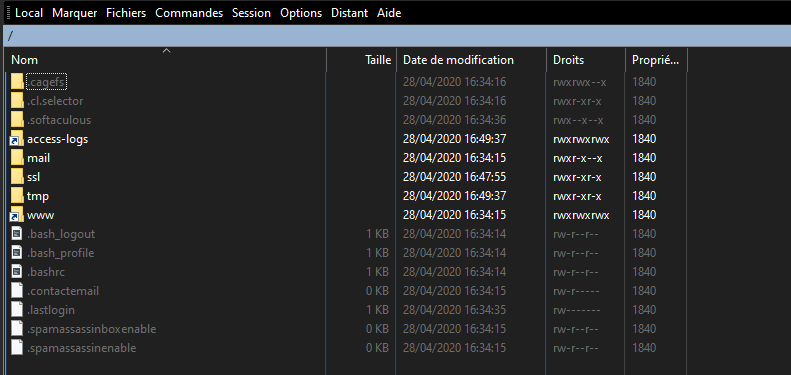 Local Marquer Fichiers Commandes Session Options Distant Aide
/
Nom Taille Date de modification Droits Proprié...
.cagefs 28/04/2020 16:34:16 rwxrwx--x 1840
.cl.selector 28/04/2020 16:34:16 rwxr-xr-x 1840
.softaculous 28/04/2020 16:34:36 rwx--x--x 1840
access-logs 28/04/2020 16:49:37 rwxrwxrwx 1840
mail 28/04/2020 16:34:15 rwxr-x--x 1840
ssl 28/04/2020 16:47:55 rwxr-xr-x 1840
tmp 28/04/2020 16:49:37 rwxr-xr-x 1840
www 28/04/2020 16:34:15 rwxrwxrwx 1840
.bash_logout 1 KB 28/04/2020 16:34:14 rw-r--r-- 1840
.bash_profile 1 KB 28/04/2020 16:34:14 rw-r--r-- 1840
.bashrc 1 KB 28/04/2020 16:34:14 rw-r--r-- 1840
.contactemail 0 KB 28/04/2020 16:34:15 rw-r----- 1840
.lastlogin 1 KB 28/04/2020 16:34:35 rw------- 1840
.spamassassinboxenable 0 KB 28/04/2020 16:34:15 rw-r--r-- 1840
.spamassassinenable 0 KB 28/04/2020 16:34:15 rw-r--r-- 1840